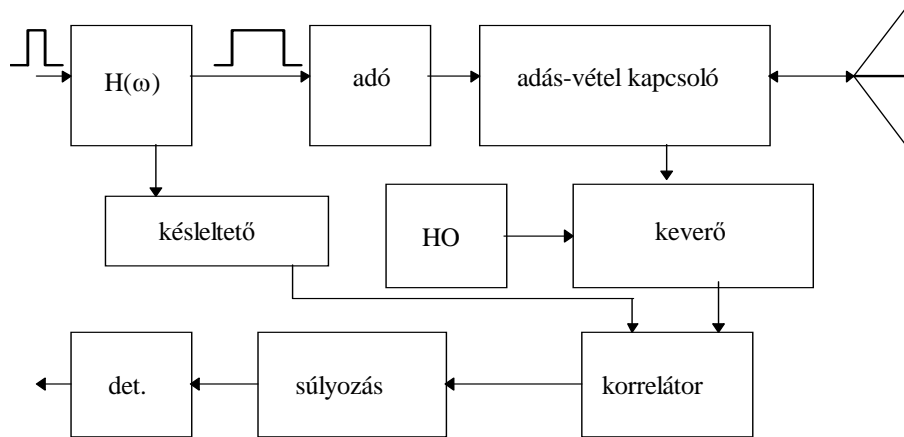 H(ω)
adó
adás-vétel kapcsoló
késleltető
HO
keverő
det.
súlyozás
korrelátor